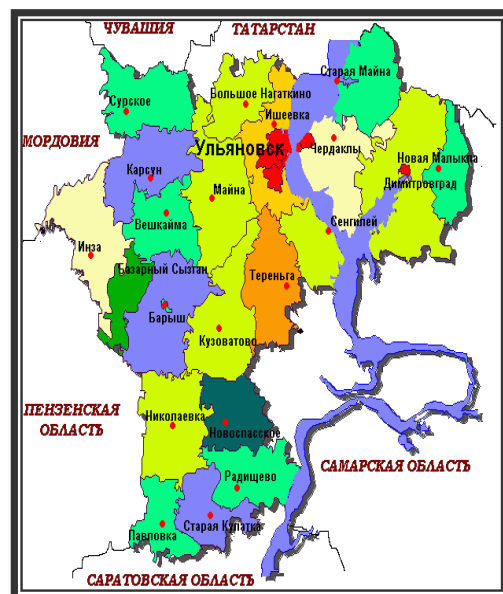 ЧУВАШИЯ
ТАТАРСТАН
Старая Майна
Большое Нагаткино
Сурское
Ишеевка
МОРДОВИЯ
Ульяновск
Чердаклы
Новая Малыкла
Карсун
Димитровград
Майна
Вешкайма
Сенгилей
Инза
Базарный Сызган
Тереньга
Барыш
Кузоватово
ПЕНЗЕНСКАЯ
ОБЛАСТЬ
Николаевка
Новоспасское
САМАРСКАЯ ОБЛАСТЬ
Радищево
Старая Кулатка
Павловка
САРАТОВСКАЯ ОБЛАСТЬ